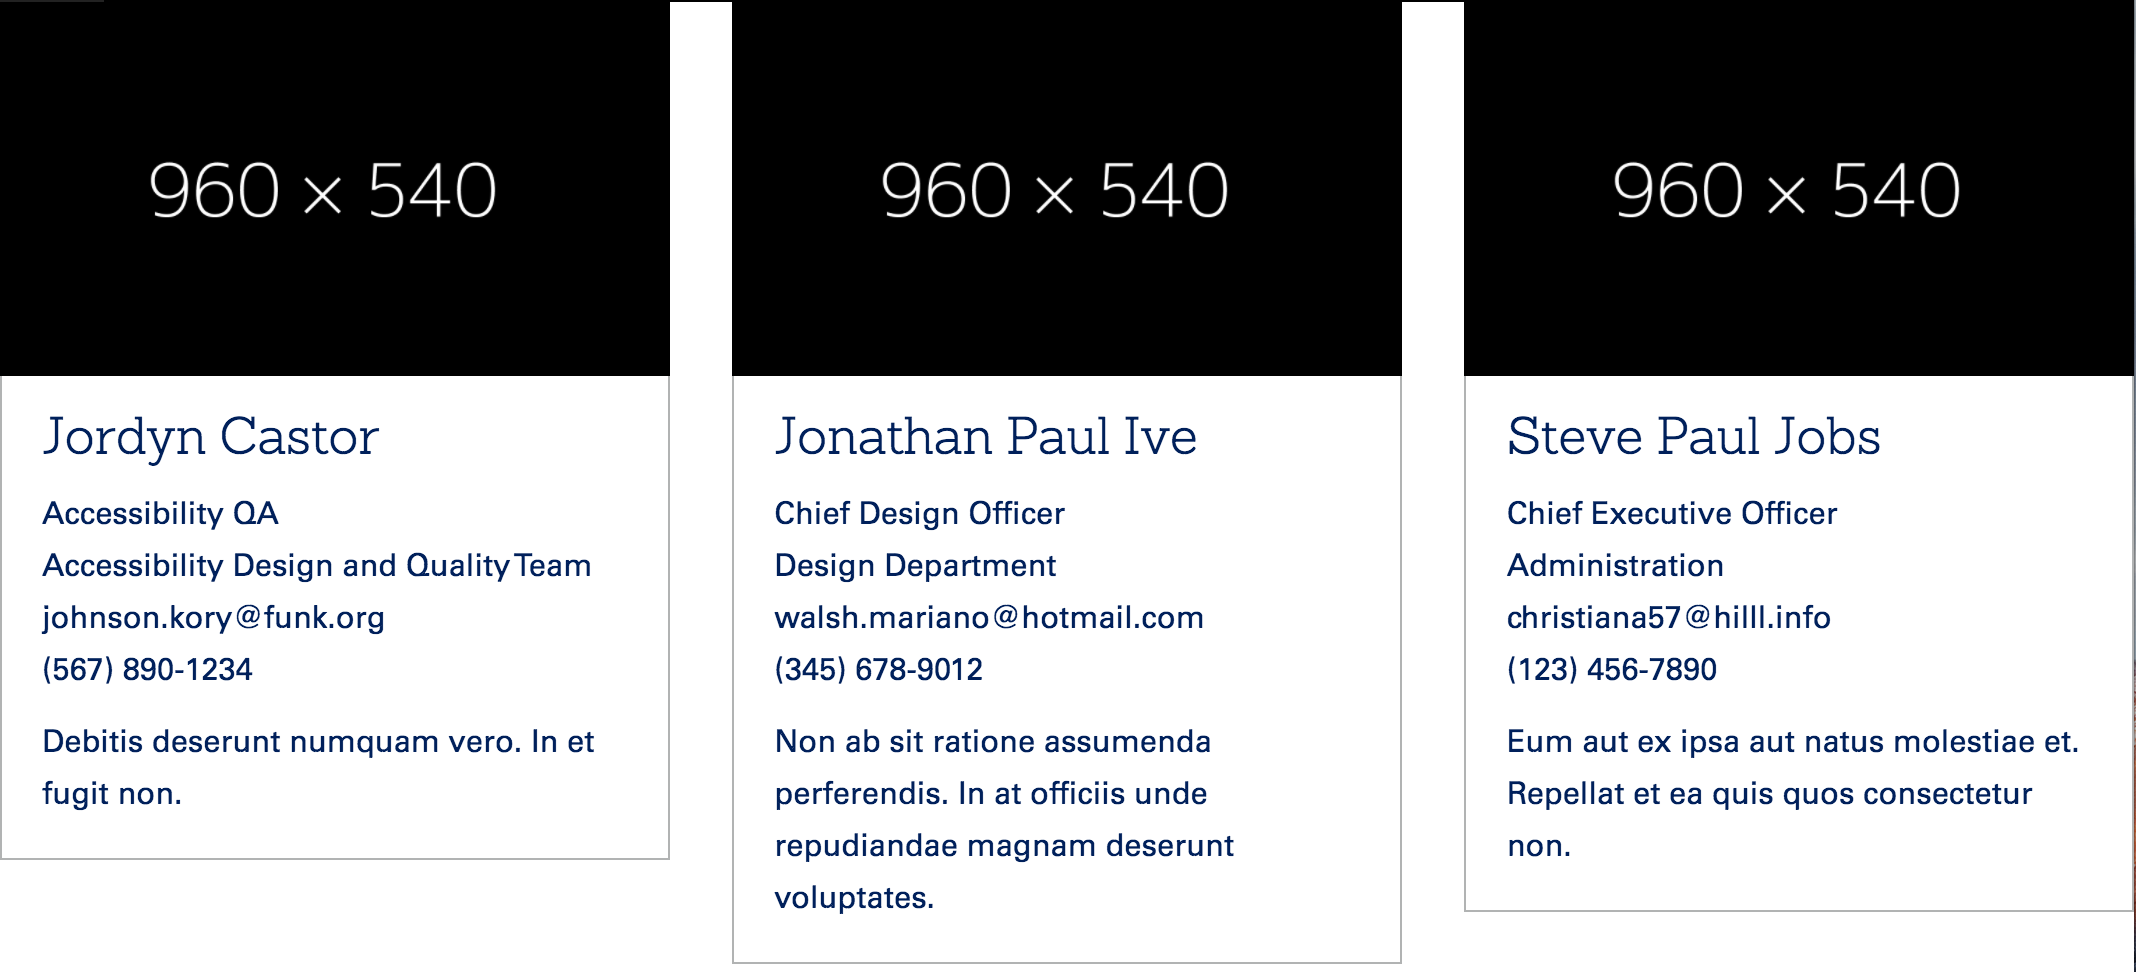 960 × 540
Jordyn Castor
Accessibility QA
Accessibility Design and Quality Team
johnson.kory@funk.org
(567) 890-1234
Debitis deserunt numquam vero. In et
fugit non.
960 × 540
Jonathan Paul Ive
Chief Design Officer
Design Department
walsh.mariano@hotmail.com
(345) 678-9012
Non ab sit ratione assumenda
perferendis. In at officiis unde
repudiandae magnam deserunt
voluptates.
960 × 540
Steve Paul Jobs
Chief Executive Officer
Administration
christiana57@hilll.info
(123) 456-7890
Eum aut ex ipsa aut natus molestiae et.
Repellat et ea quis quos consectetur
non.